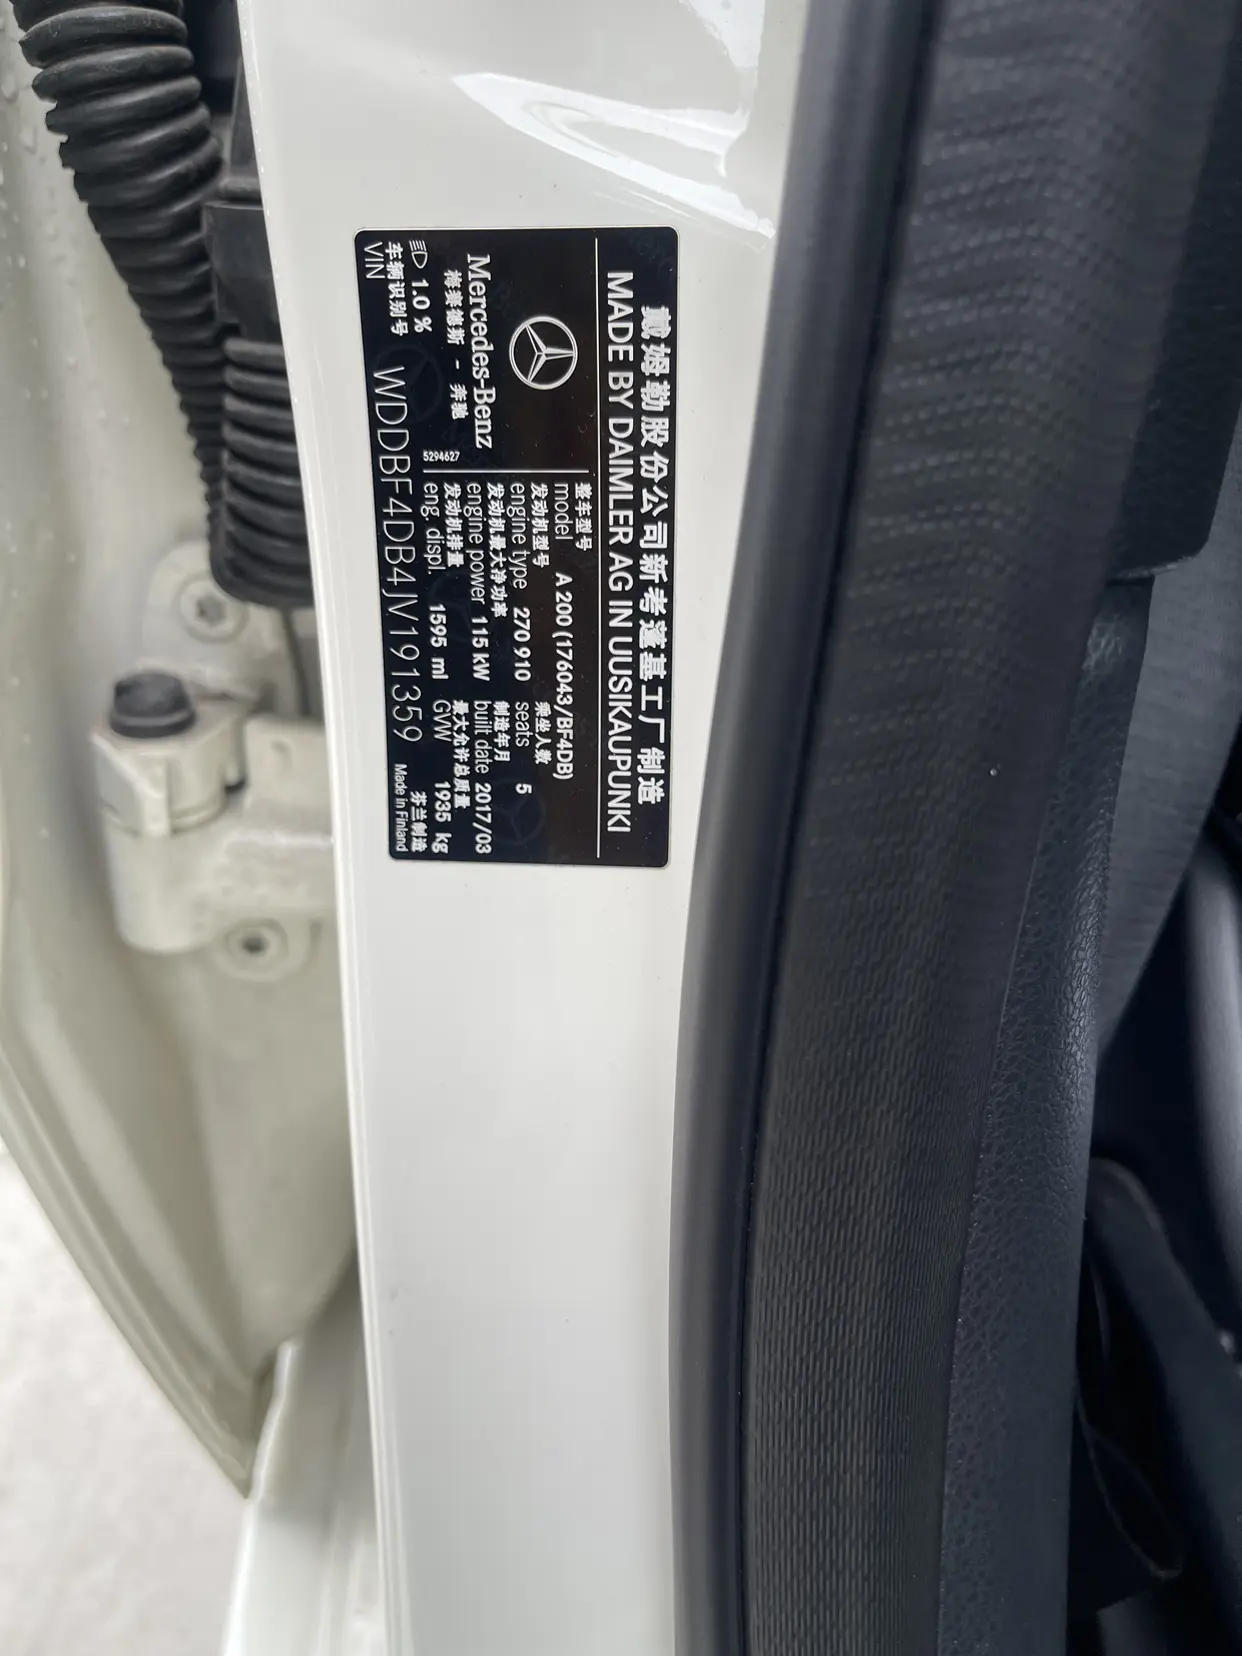 戴姆勒股份公司新考蓬基工厂制造
MADE BY DAIMLER AG IN UUSIKAUPUNKI
Mercedes-Benz
梅赛德斯 - 奔驰
5294627
整车型号
model A 200 (176043/BF4DB)
发动机型号 乘坐人数
engine type 270 910 seats 5
发动机最大净功率 制造年月
engine power 115 kW built date 2017/03
发动机排量 最大允许总质量
eng. displ. 1595 ml GVW 1935 kg
1.0 %
车辆识别号
VIN WDDBF4DB4JV191359
芬兰制造
Made in Finland